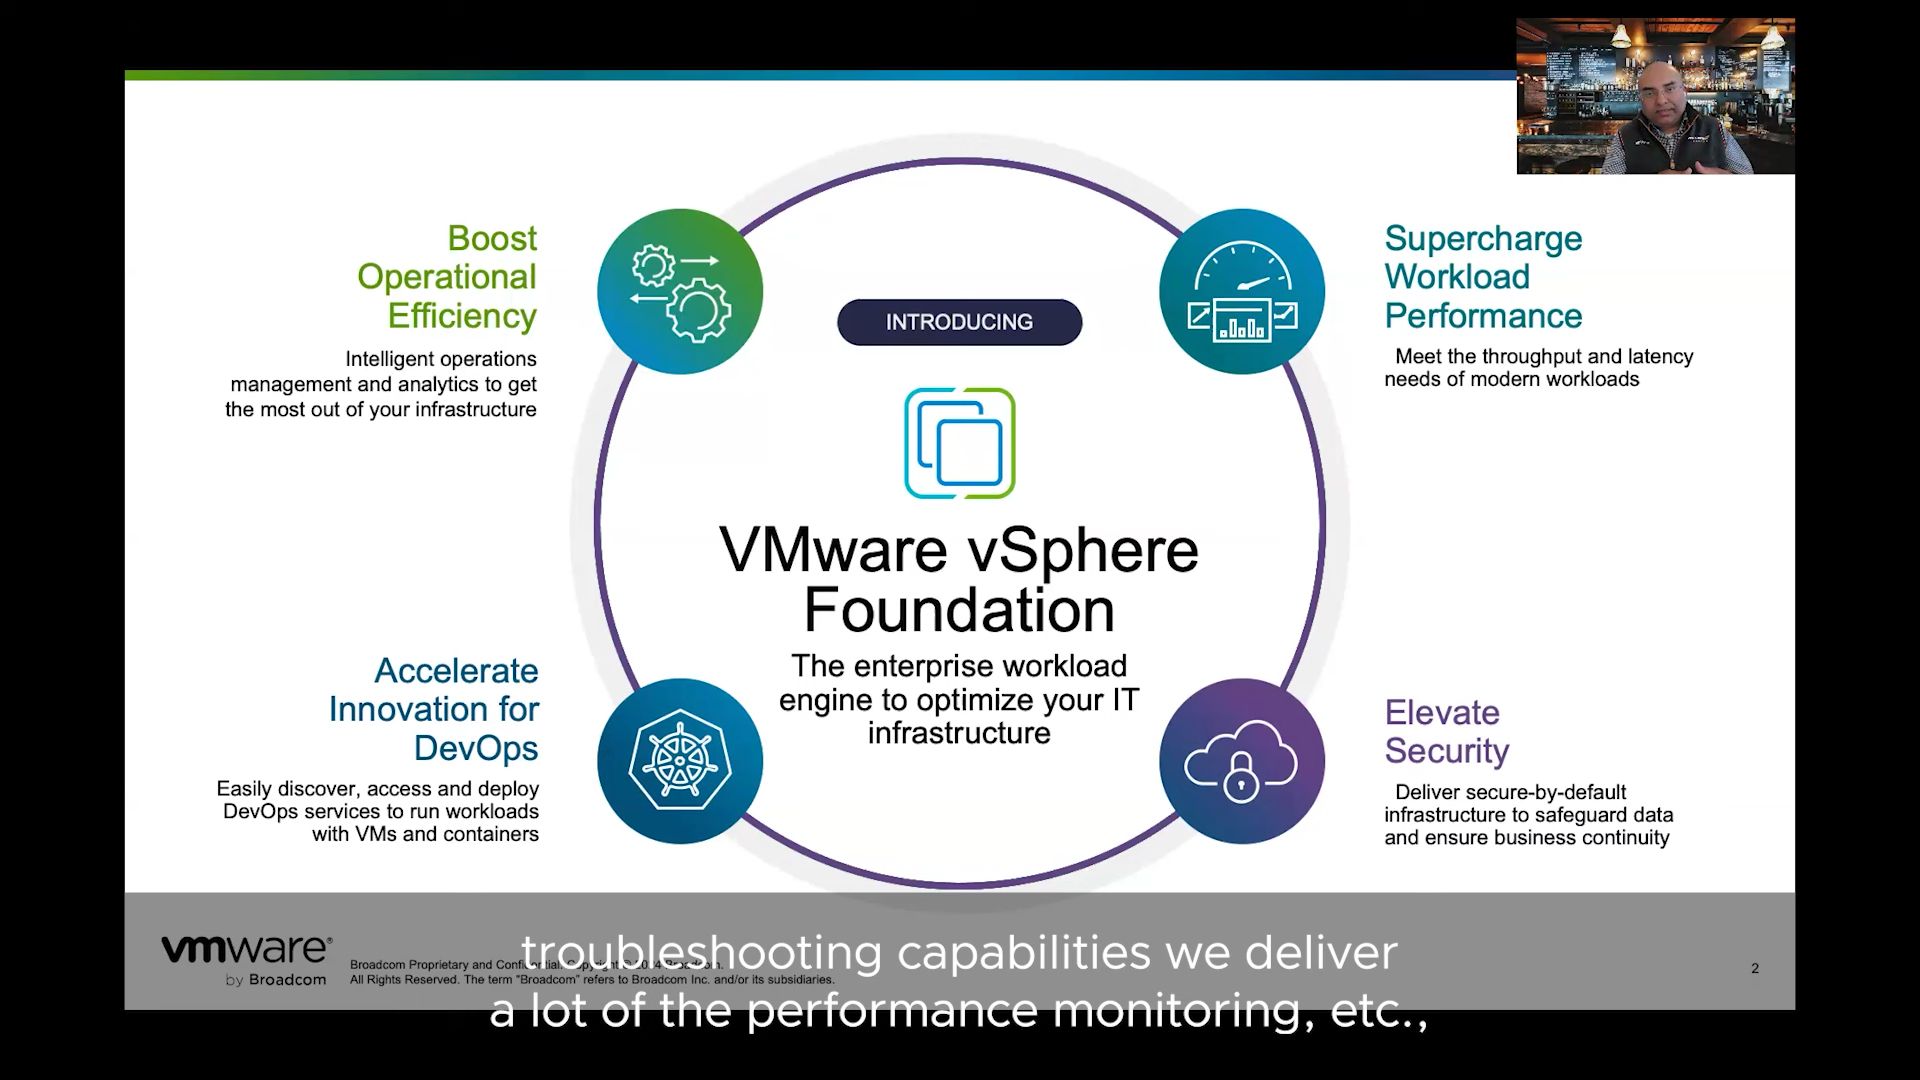 Boost
Operational
Efficiency
Intelligent operations
management and analytics to get
the most out of your infrastructure
INTRODUCING
VMware vSphere
Foundation
The enterprise workload
engine to optimize your IT
infrastructure
Supercharge
Workload
Performance
Meet the throughput and latency
needs of modern workloads
Accelerate
Innovation for
DevOps
Easily discover, access and deploy
DevOps services to run workloads
with VMs and containers
Elevate
Security
Deliver secure-by-default
infrastructure to safeguard data
and ensure business continuity
vmware®
by Broadcom
Broadcom Proprietary and Confidential. Copyright © 2024 Broadcom.
All Rights Reserved. The term “Broadcom” refers to Broadcom Inc. and/or its subsidiaries.
2
troubleshooting capabilities we deliver
a lot of the performance monitoring, etc.,